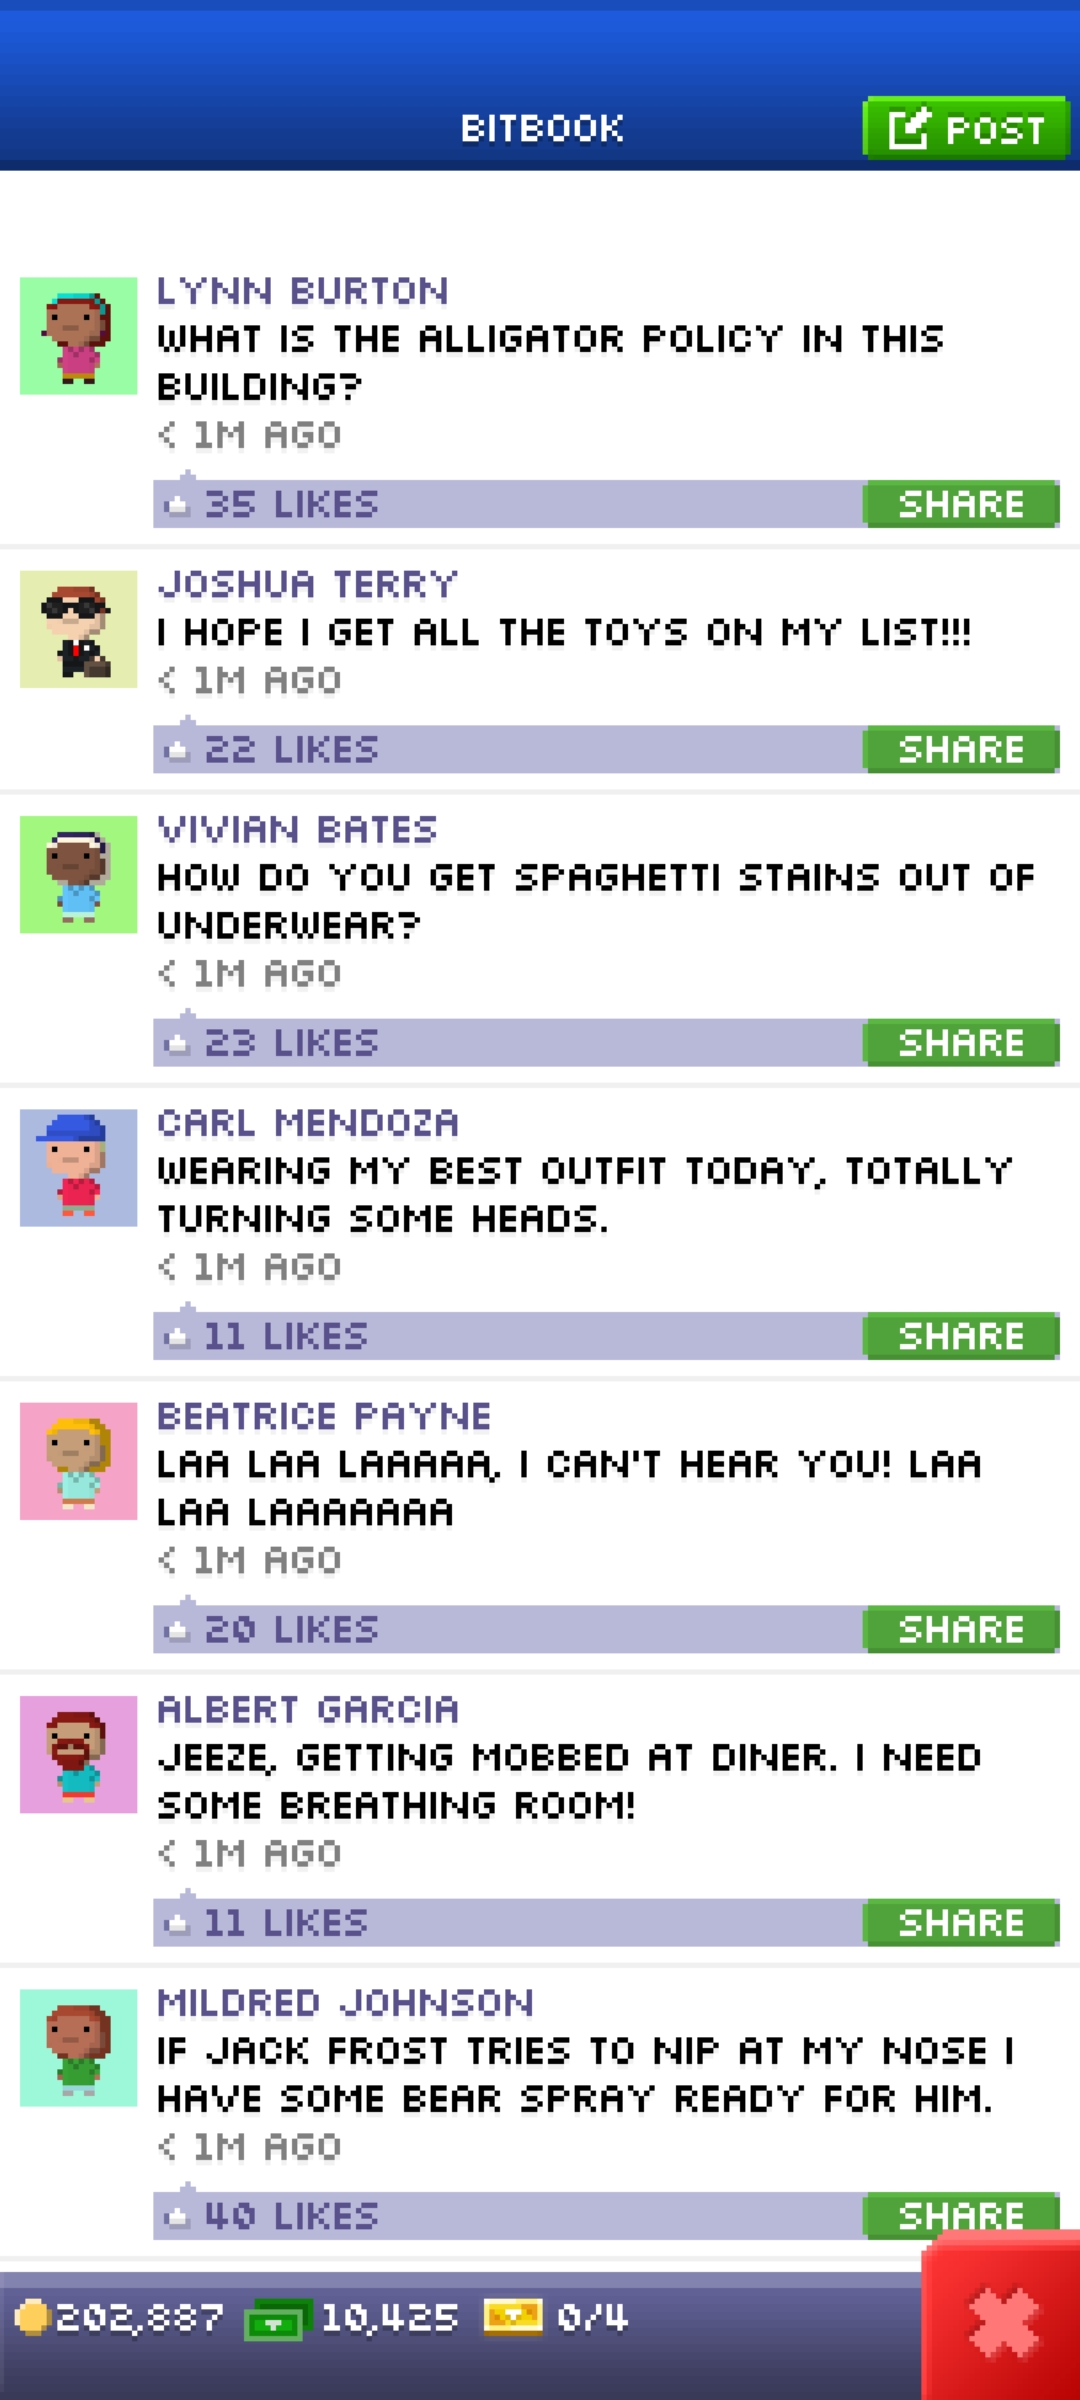 BITBOOK
POST
LYNN BURTON
WHAT IS THE ALLIGATOR POLICY IN THIS
BUILDING?
< 1M AGO
35 LIKES
SHARE
JOSHUA TERRY
I HOPE I GET ALL THE TOYS ON MY LIST!!!
< 1M AGO
22 LIKES
SHARE
VIVIAN BATES
HOW DO YOU GET SPAGHETTI STAINS OUT OF
UNDERWEAR?
< 1M AGO
23 LIKES
SHARE
CARL MENDOZA
WEARING MY BEST OUTFIT TODAY, TOTALLY
TURNING SOME HEADS.
< 1M AGO
11 LIKES
SHARE
BEATRICE PAYNE
LAA LAA LAAAAA, I CAN'T HEAR YOU! LAA
LAA LAAAAAAA
< 1M AGO
20 LIKES
SHARE
ALBERT GARCIA
JEEZE, GETTING MOBBED AT DINER. I NEED
SOME BREATHING ROOM!
< 1M AGO
11 LIKES
SHARE
MILDRED JOHNSON
IF JACK FROST TRIES TO NIP AT MY NOSE I
HAVE SOME BEAR SPRAY READY FOR HIM.
< 1M AGO
40 LIKES
SHARE
202,887 10,425 0/4